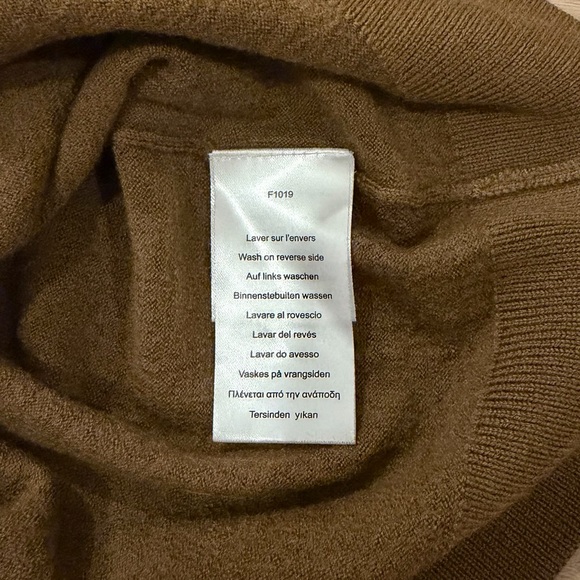 F1019
Laver sur l'envers
Wash on reverse side
Auf links waschen
Binnenstebuiten wassen
Lavare al rovescio
Lavar del revés
Lavar do avesso
Vaskes på vrangsiden
Πλένεται από την ανάποδη
Tersinden yıkan